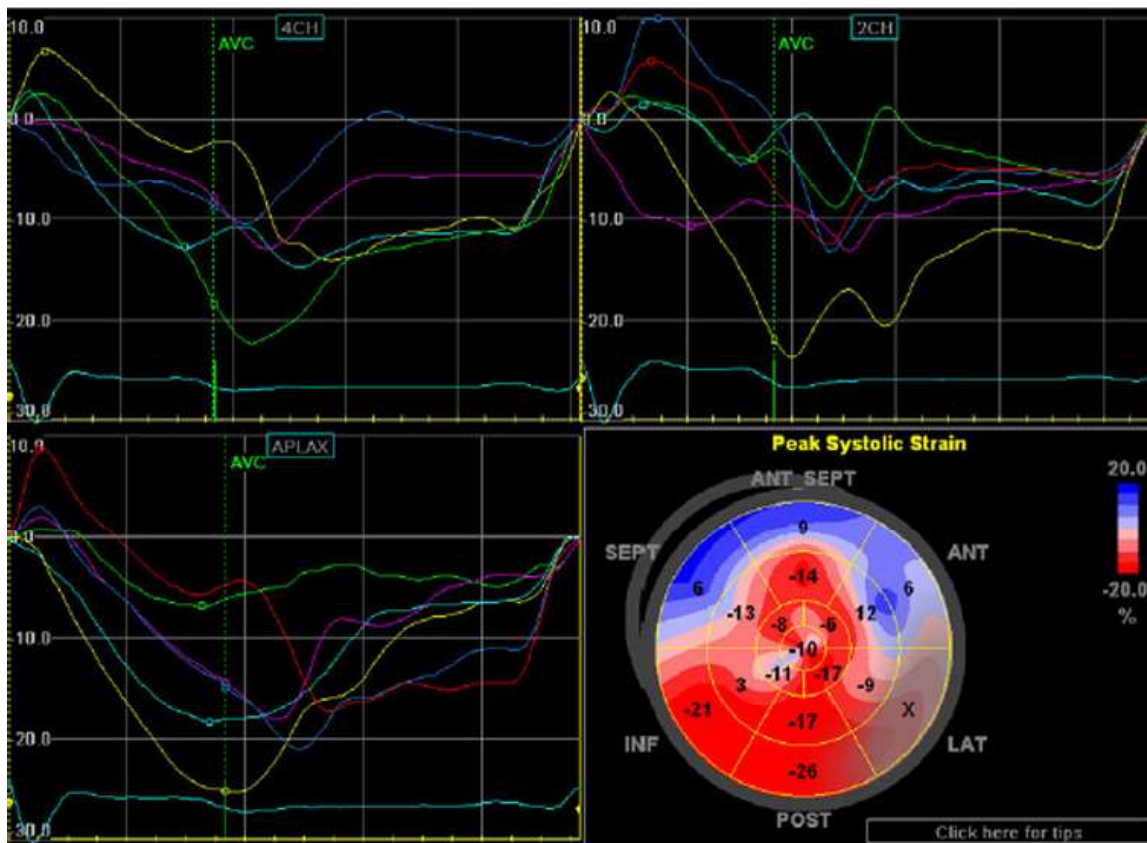 10.0
4CH
AVC
0.0
10.0
20.0
30.0
10.0
2CH
AVC
0.0
10.0
20.0
30.0
10.0
APLAX
AVC
0.0
10.0
20.0
30.0
Peak Systolic Strain
ANT_SEPT
20.0
SEPT
ANT
9
6
-14
6
-13
12
-20.0
-8
-6
%
-10
-11
-17
3
-9
-21
-17
X
INF
LAT
-26
POST
Click here for tips